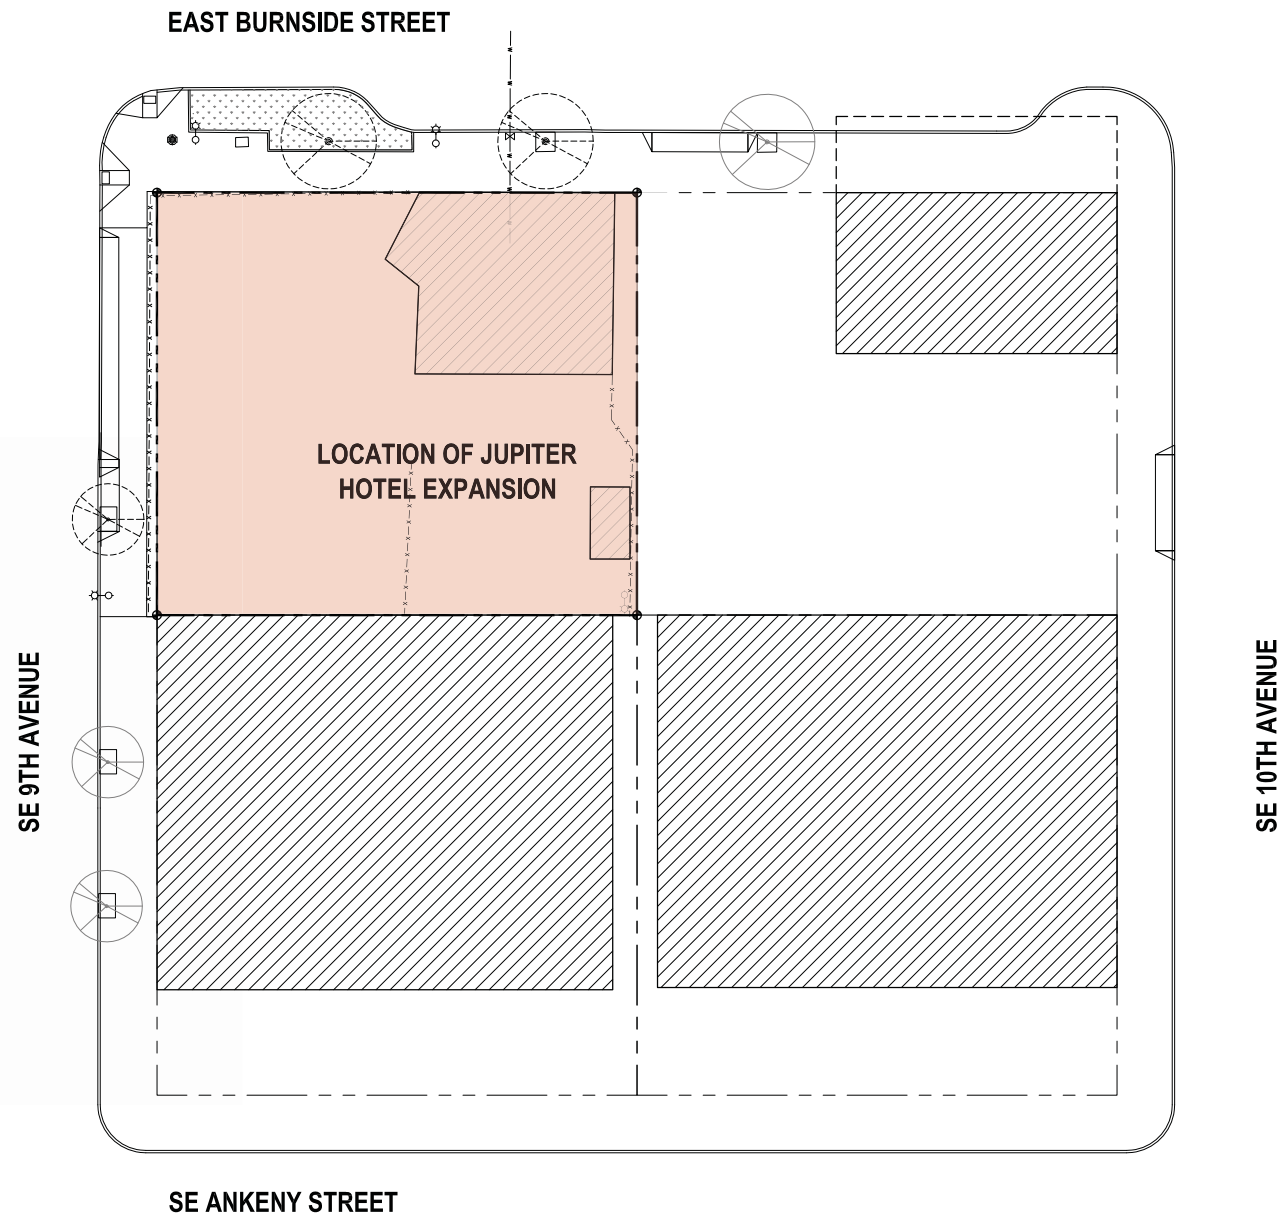 EAST BURNSIDE STREET
LOCATION OF JUPITER
HOTEL EXPANSION
SE 9TH AVENUE
SE 10TH AVENUE
SE ANKENY STREET